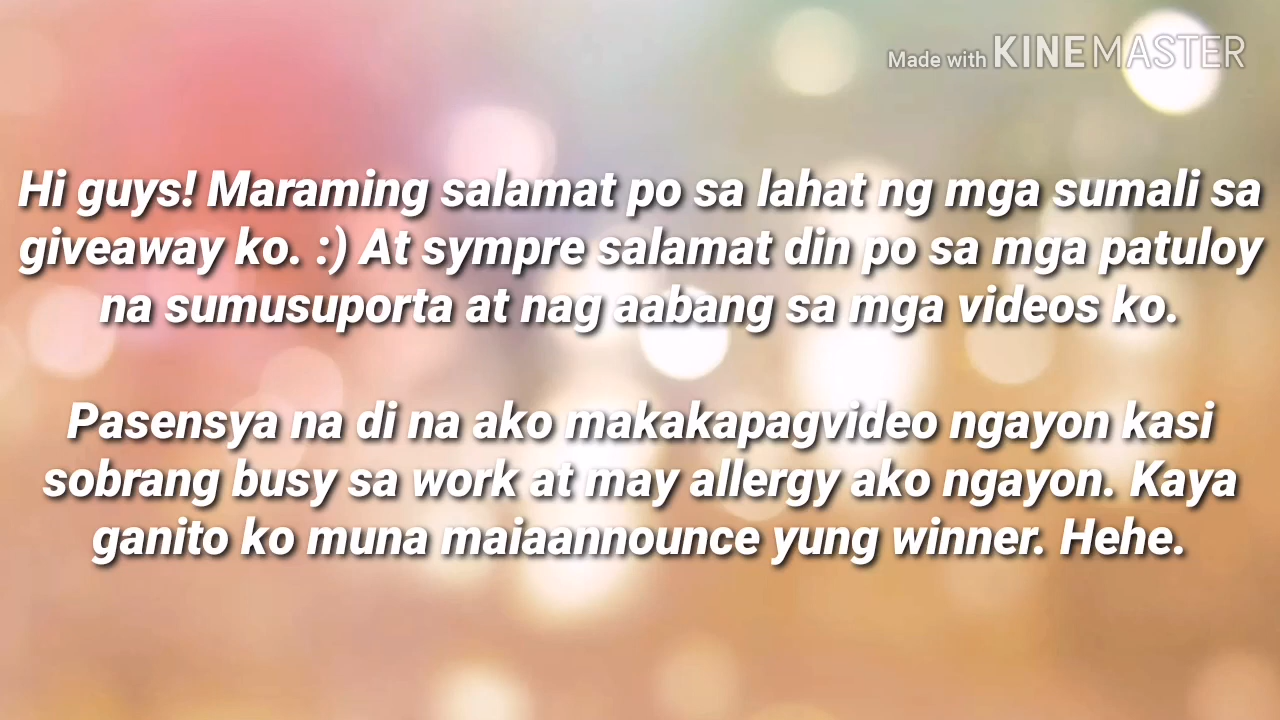 Made with KINEMASTER
Hi guys! Maraming salamat po sa lahat ng mga sumali sa
giveaway ko. :) At sympre salamat din po sa mga patuloy
na sumusuporta at nag aabang sa mga videos ko.
Pasensya na di na ako makakapagvideo ngayon kasi
sobrang busy sa work at may allergy ako ngayon. Kaya
ganito ko muna maiaannounce yung winner. Hehe.